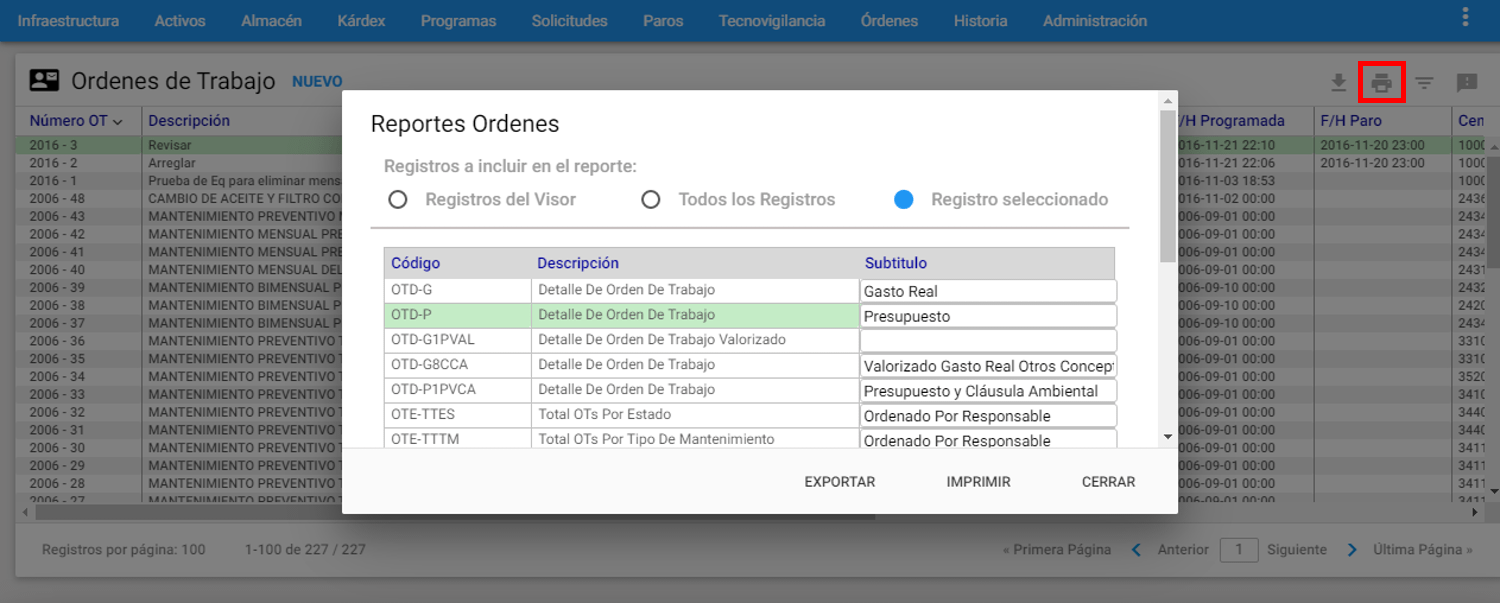 Infraestructura Activos Almacén Kárdex Programas Solicitudes Paros Tecnovigilancia Órdenes Historia Administración
Ordenes de Trabajo NUEVO
Número OT Descripción F/H Programada F/H Paro Cen
2016 - 3 Revisar 2016-11-21 22:10 2016-11-20 23:00 1000
2016 - 2 Arreglar 2016-11-21 22:06 2016-11-20 23:00 1000
2016 - 1 Prueba de Eq para eliminar mens 2016-11-03 18:53 1000
2006 - 48 CAMBIO DE ACEITE Y FILTRO CO 2016-11-02 00:00 2436
2006 - 43 MANTENIMIENTO PREVENTIVO M 2006-09-01 00:00 2434
2006 - 42 MANTENIMIENTO MENSUAL PRE 2006-09-01 00:00 2434
2006 - 41 MANTENIMIENTO MENSUAL PRE 2006-09-01 00:00 2434
2006 - 40 MANTENIMIENTO MENSUAL DEL 2006-09-01 00:00 2431
2006 - 39 MANTENIMIENTO BIMENSUAL P 2006-09-10 00:00 2432
2006 - 38 MANTENIMIENTO BIMENSUAL P 2006-09-10 00:00 2420
2006 - 37 MANTENIMIENTO BIMENSUAL P 2006-09-10 00:00 2434
2006 - 36 MANTENIMIENTO PREVENTIVO T 2006-09-01 00:00 3310
2006 - 35 MANTENIMIENTO PREVENTIVO T 2006-09-01 00:00 3310
2006 - 34 MANTENIMIENTO PREVENTIVO T 2006-09-01 00:00 3520
2006 - 33 MANTENIMIENTO PREVENTIVO T 2006-09-01 00:00 3410
2006 - 32 MANTENIMIENTO PREVENTIVO T 2006-09-01 00:00 3440
2006 - 31 MANTENIMIENTO PREVENTIVO T 2006-09-01 00:00 3430
2006 - 30 MANTENIMIENTO PREVENTIVO T 2006-09-01 00:00 3411
2006 - 29 MANTENIMIENTO PREVENTIVO T 2006-09-01 00:00 3411
2006 - 28 MANTENIMIENTO PREVENTIVO T 2006-09-01 00:00 3411
2006 - 27 MANTENIMIENTO PREVENTIVO T 2006-09-01 00:00 3411
Reportes Ordenes
Registros a incluir en el reporte:
Registros del Visor Todos los Registros Registro seleccionado
Código Descripción Subtitulo
OTD-G Detalle De Orden De Trabajo Gasto Real
OTD-P Detalle De Orden De Trabajo Presupuesto
OTD-G1PVAL Detalle De Orden De Trabajo Valorizado
OTD-G8CCA Detalle De Orden De Trabajo Valorizado Gasto Real Otros Concept
OTD-P1PVCA Detalle De Orden De Trabajo Presupuesto y Cláusula Ambiental
OTE-TTES Total OTs Por Estado Ordenado Por Responsable
OTE-TTTM Total OTs Por Tipo De Mantenimiento Ordenado Por Responsable
EXPORTAR IMPRIMIR CERRAR
Registros por página: 100 1-100 de 227 / 227 « Primera Página Anterior 1 Siguiente Última Página »